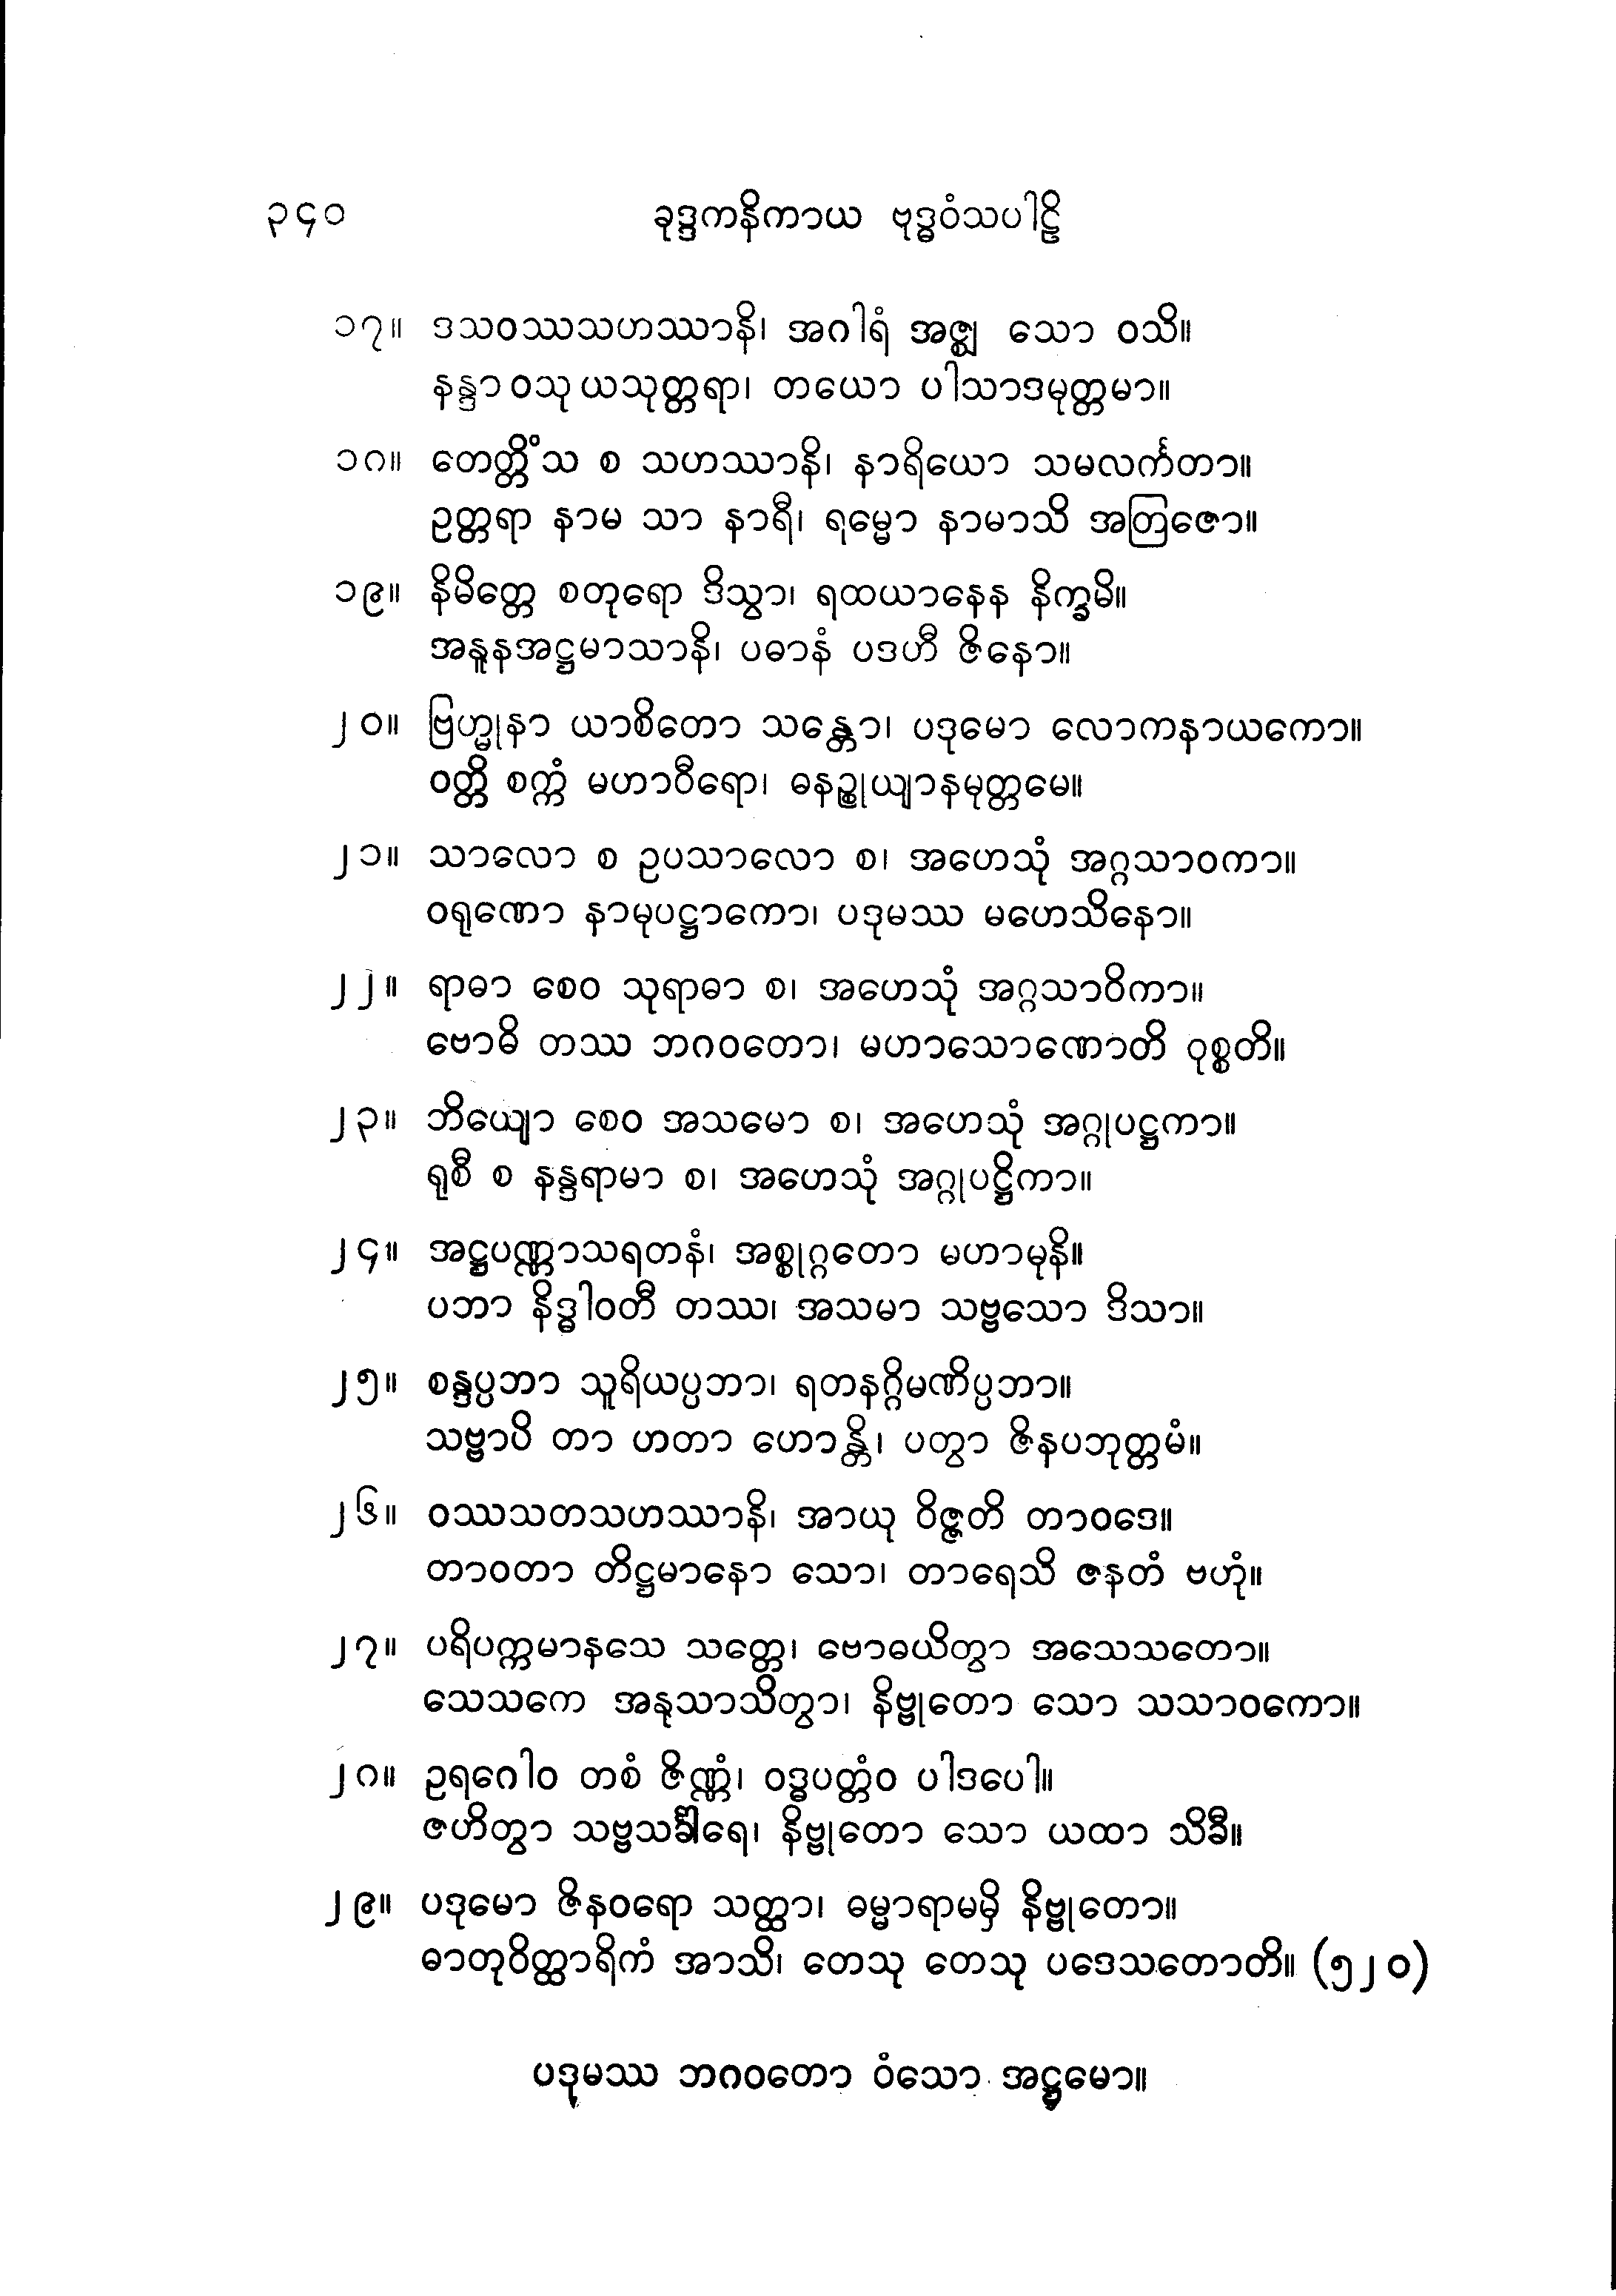 ၃၄၀ ခုဒ္ဒကနိကာယ ဗုဒ္ဓဝံသပါဠိ
၁၇။ ဒသဝဿသဟဿာနိ၊ အဂါရံ အဇ္ဈ သော ဝသိ။
နန္ဒာ ဝသု ယသုတ္တရာ၊ တယော ပါသာဒမုတ္တမာ။
၁၈။ တေတ္တိံသ စ သဟဿာနိ၊ နာရိယော သမလင်္ကတာ။
ဥတ္တရာ နာမ သာ နာရီ၊ ရမ္မော နာမာသိ အတြဇော။
၁၉။ နိမိတ္တေ စတုရော ဒိသွာ၊ ရထယာနေန နိက္ခမိ။
အနူနအဋ္ဌမာသာနိ၊ ပဓာနံ ပဒဟီ ဇိနော။
၂၀။ ဗြဟ္မုနာ ယာစိတော သန္တော၊ ပဒုမော လောကနာယကော။
ဝတ္တိ စက္ကံ မဟာဝီရော၊ ဓနဉ္စုယျာနမုတ္တမေ။
၂၁။ သာလော စ ဥပသာလော စ၊ အဟေသုံ အဂ္ဂသာဝကာ။
ဝရုဏော နာမုပဋ္ဌာကော၊ ပဒုမဿ မဟေသိနော။
၂၂။ ရာဓာ စေဝ သုရာဓာ စ၊ အဟေသုံ အဂ္ဂသာဝိကာ။
ဗောဓိ တဿ ဘဂဝတော၊ မဟာသောဏောတိ ဝုစ္စတိ။
၂၃။ ဘိယျော စေဝ အသမော စ၊ အဟေသုံ အဂ္ဂုပဋ္ဌကာ။
ရုစီ စ နန္ဒရာမာ စ၊ အဟေသုံ အဂ္ဂုပဋ္ဌိကာ။
၂၄။ အဋ္ဌပဏ္ဏာသရတနံ၊ အစ္စုဂ္ဂတော မဟာမုနိ။
ပဘာ နိဒ္ဓါဝတီ တဿ၊ အသမာ သဗ္ဗသော ဒိသာ။
၂၅။ စန္ဒပ္ပဘာ သူရိယပ္ပဘာ၊ ရတနဂ္ဂိမဏိပ္ပဘာ။
သဗ္ဗာပိ တာ ဟတာ ဟောန္တိ၊ ပတွာ ဇိနပဘုတ္တမံ။
၂၆။ ဝဿသတသဟဿာနိ၊ အာယု ဝိဇ္ဇတိ တာဝဒေ။
တာဝတာ တိဋ္ဌမာနော သော၊ တာရေသိ ဇနတံ ဗဟုံ။
၂၇။ ပရိပက္ကမာနသေ သတ္တေ၊ ဗောဓယိတွာ အသေသတော။
သေသကေ အနုသာသိတွာ၊ နိဗ္ဗုတော သော သသာဝကော။
၂၈။ ဥရဂေါဝ တစံ ဇိဏ္ဏံ၊ ဝဒ္ဓပတ္တံဝ ပါဒပေါ။
ဇဟိတွာ သဗ္ဗသင်္ခါရေ၊ နိဗ္ဗုတော သော ယထာ သိခီ။
၂၉။ ပဒုမော ဇိနဝရော သတ္ထာ၊ ဓမ္မာရာမမှိ နိဗ္ဗုတော။
ဓာတုဝိတ္ထာရိကံ အာသိ၊ တေသု တေသု ပဒေသတောတိ။ (၅၂၀)
ပဒုမဿ ဘဂဝတော ဝံသော အဋ္ဌမော။